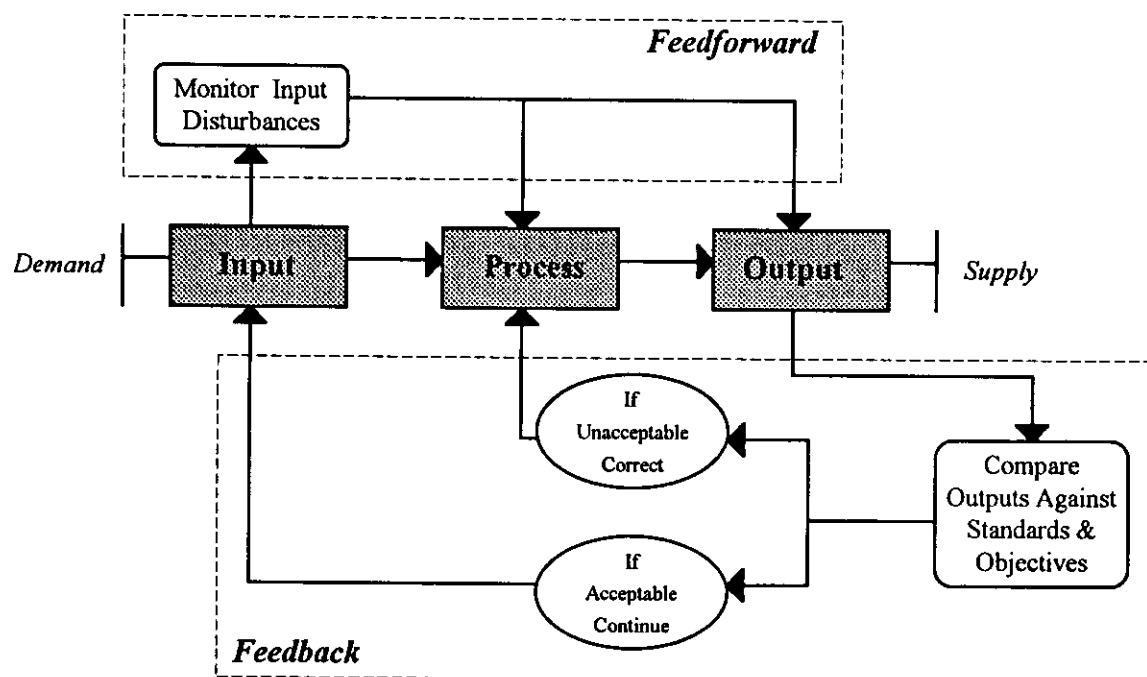 Feedforward
Monitor Input
Disturbances
Demand
Input
Process
Output
Supply
If
Unacceptable
Correct
Compare
Outputs Against
Standards &
Objectives
If
Acceptable
Continue
Feedback